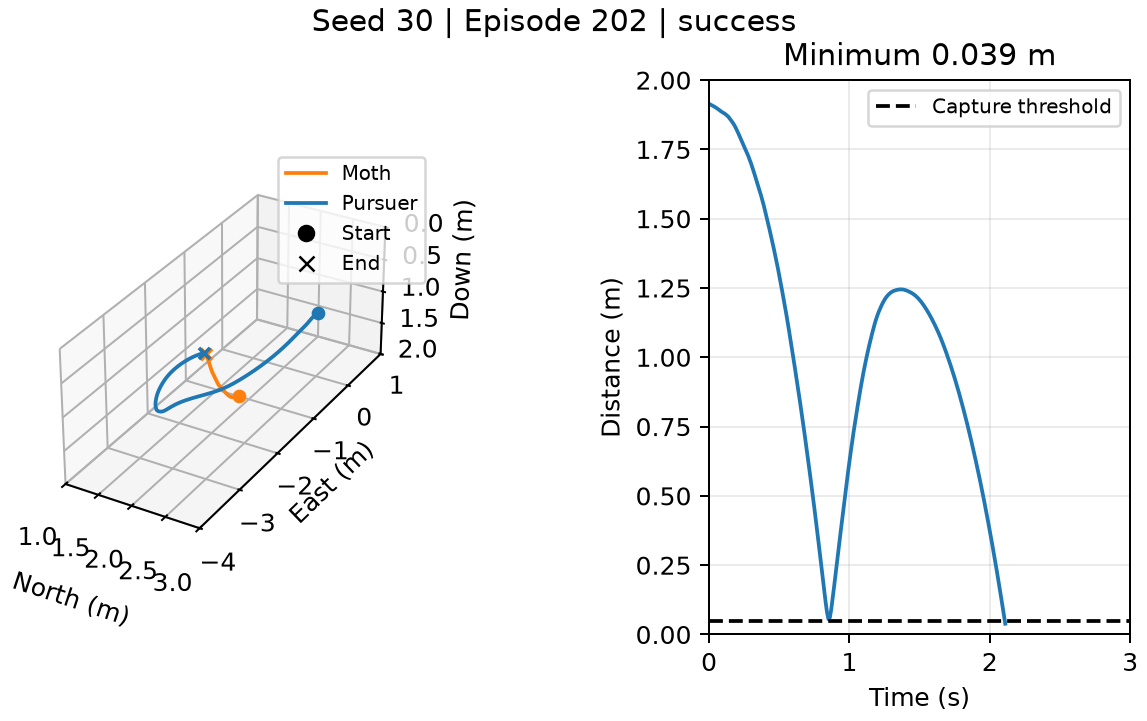 Seed 30 | Episode 202 | success
Moth
Pursuer
Start
End
0.0
0.5
1.0
1.5
2.0
Down (m)
1
0
−1
−2
−3
−4
East (m)
1.0
1.5
2.0
2.5
3.0
North (m)
Minimum 0.039 m
Capture threshold
2.00
1.75
1.50
1.25
1.00
0.75
0.50
0.25
0.00
Distance (m)
0 1 2 3
Time (s)